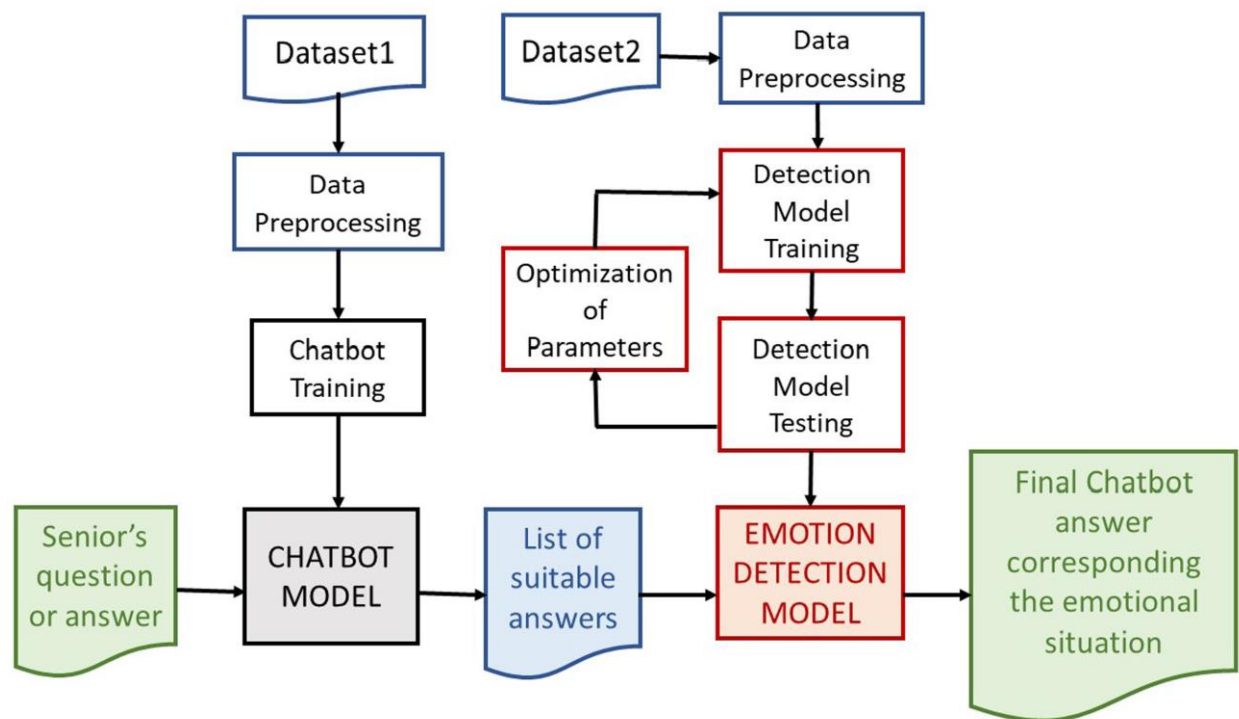 Dataset1
Dataset2
Data
Preprocessing
Data
Preprocessing
Detection
Model
Training
Optimization
of
Parameters
Chatbot
Training
Detection
Model
Testing
Senior's
question
or answer
CHATBOT
MODEL
List of
suitable
answers
EMOTION
DETECTION
MODEL
Final Chatbot
answer
corresponding
the emotional
situation